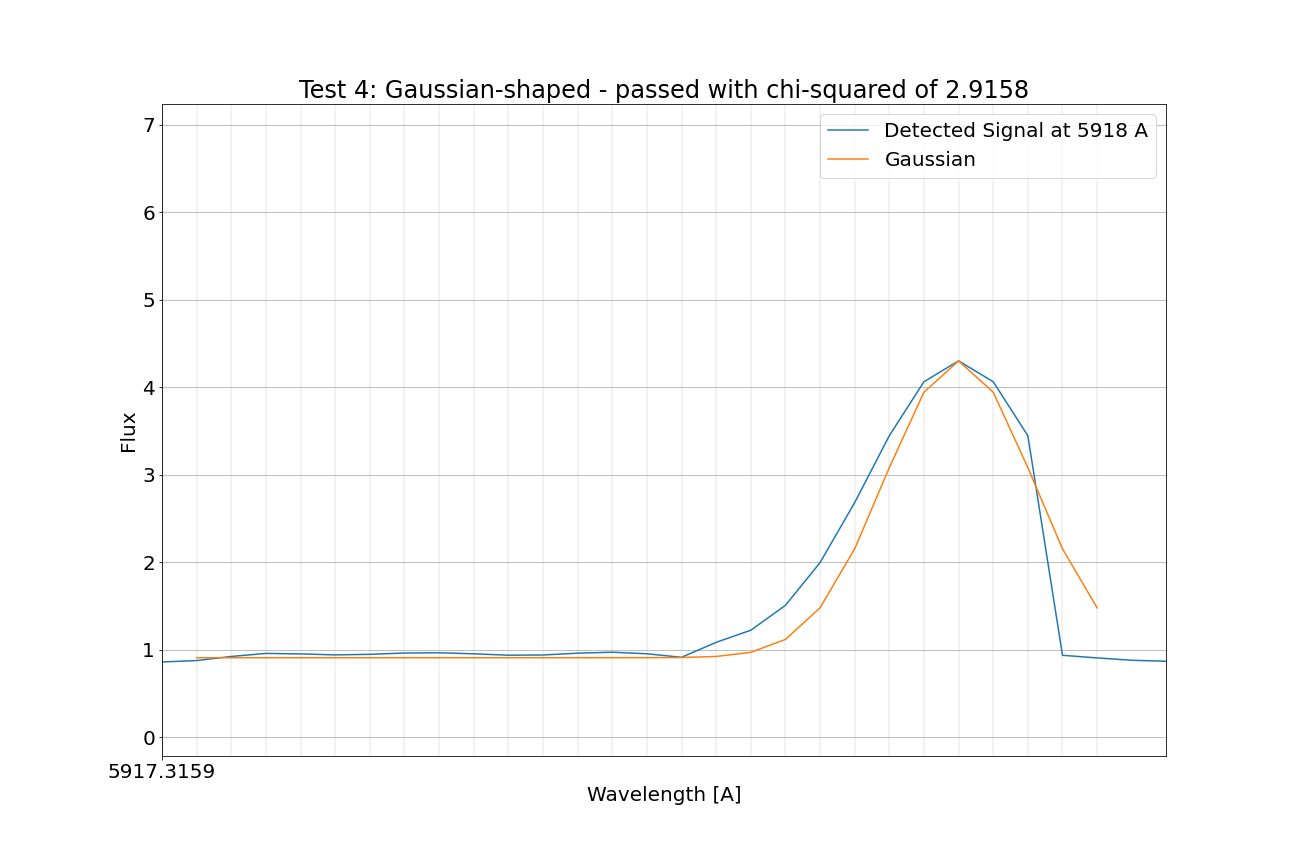 Test 4: Gaussian-shaped - passed with chi-squared of 2.9158
Detected Signal at 5918 A
Gaussian
7
6
5
4
3
2
1
0
Flux
5917.3159
Wavelength [A]